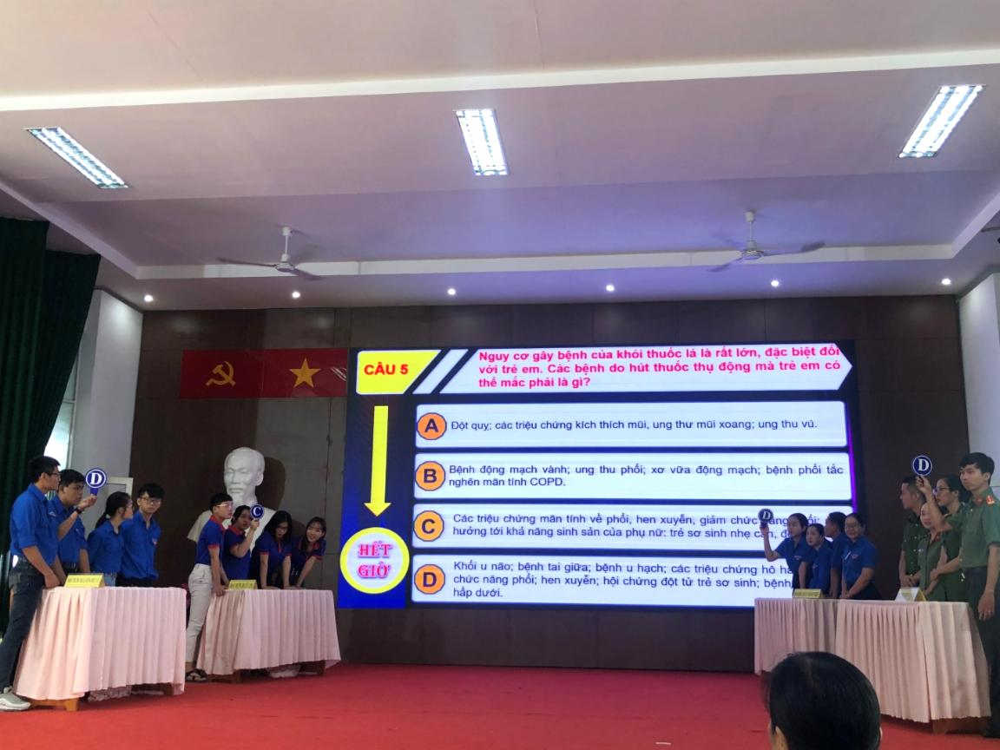 CÂU 5
Nguy cơ gây bệnh của khói thuốc lá là rất lớn, đặc biệt đối
với trẻ em. Các bệnh do hút thuốc thụ động mà trẻ em có
thể mắc phải là gì?
A
Đột quỵ; các triệu chứng kích thích mũi, ung thư mũi xoang; ung thu vú.
B
Bệnh động mạch vành; ung thu phổi; xơ vữa động mạch; bệnh phổi tắc
nghẽn mãn tính COPD.
C
Các triệu chứng mãn tính về phổi, hen xuyễn, giảm chức
hưởng tới khả năng sinh sản của phụ nữ: trẻ sơ sinh nhẹ cân,
D
Khối u não; bệnh tai giữa; bệnh u hạch; các triệu chứng hô
chức năng phổi; hen xuyễn; hội chứng đột tử trẻ sơ sinh; bệnh
hấp dưới.
HẾT
GIỜ
D
C
D
D